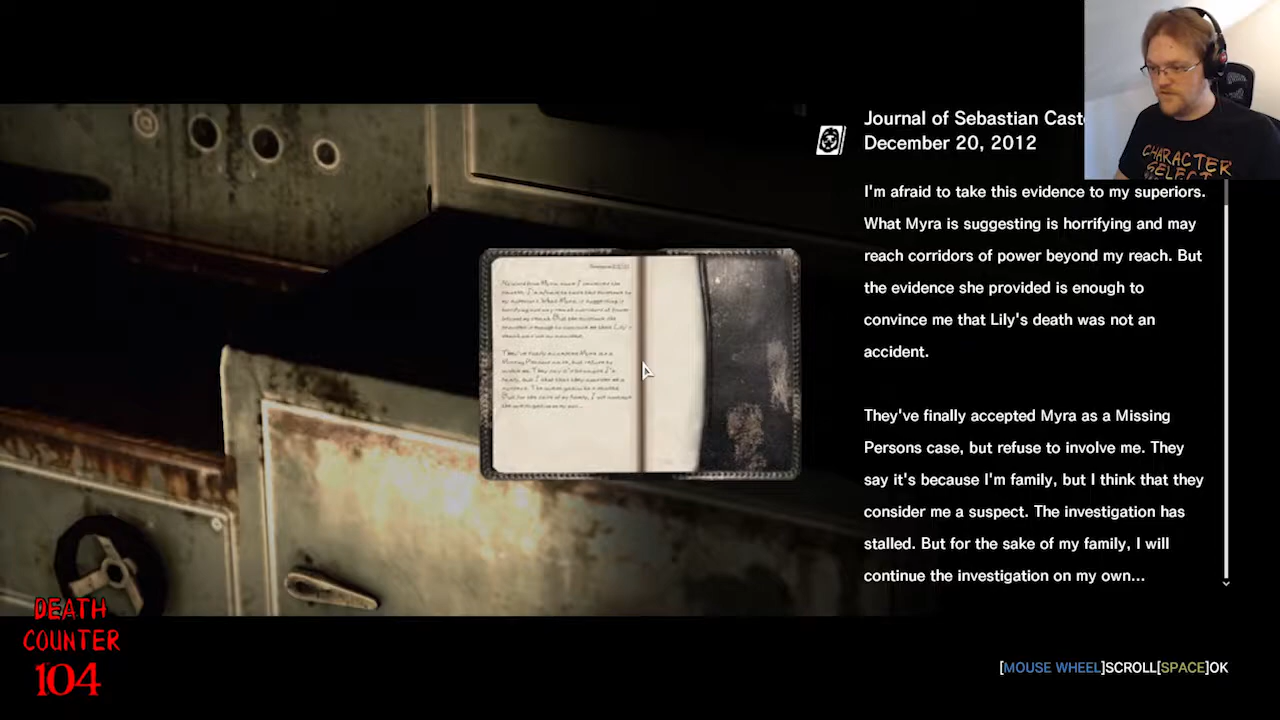 Journal of Sebastian Cast
December 20, 2012
I'm afraid to take this evidence to my superiors.
What Myra is suggesting is horrifying and may
reach corridors of power beyond my reach. But
the evidence she provided is enough to
convince me that Lily's death was not an
accident.
They've finally accepted Myra as a Missing
Persons case, but refuse to involve me. They
say it's because I'm family, but I think that they
consider me a suspect. The investigation has
stalled. But for the sake of my family, I will
continue the investigation on my own...
CHARACTER
SELECT
DEATH
COUNTER
104
[MOUSE WHEEL]SCROLL[SPACE]OK